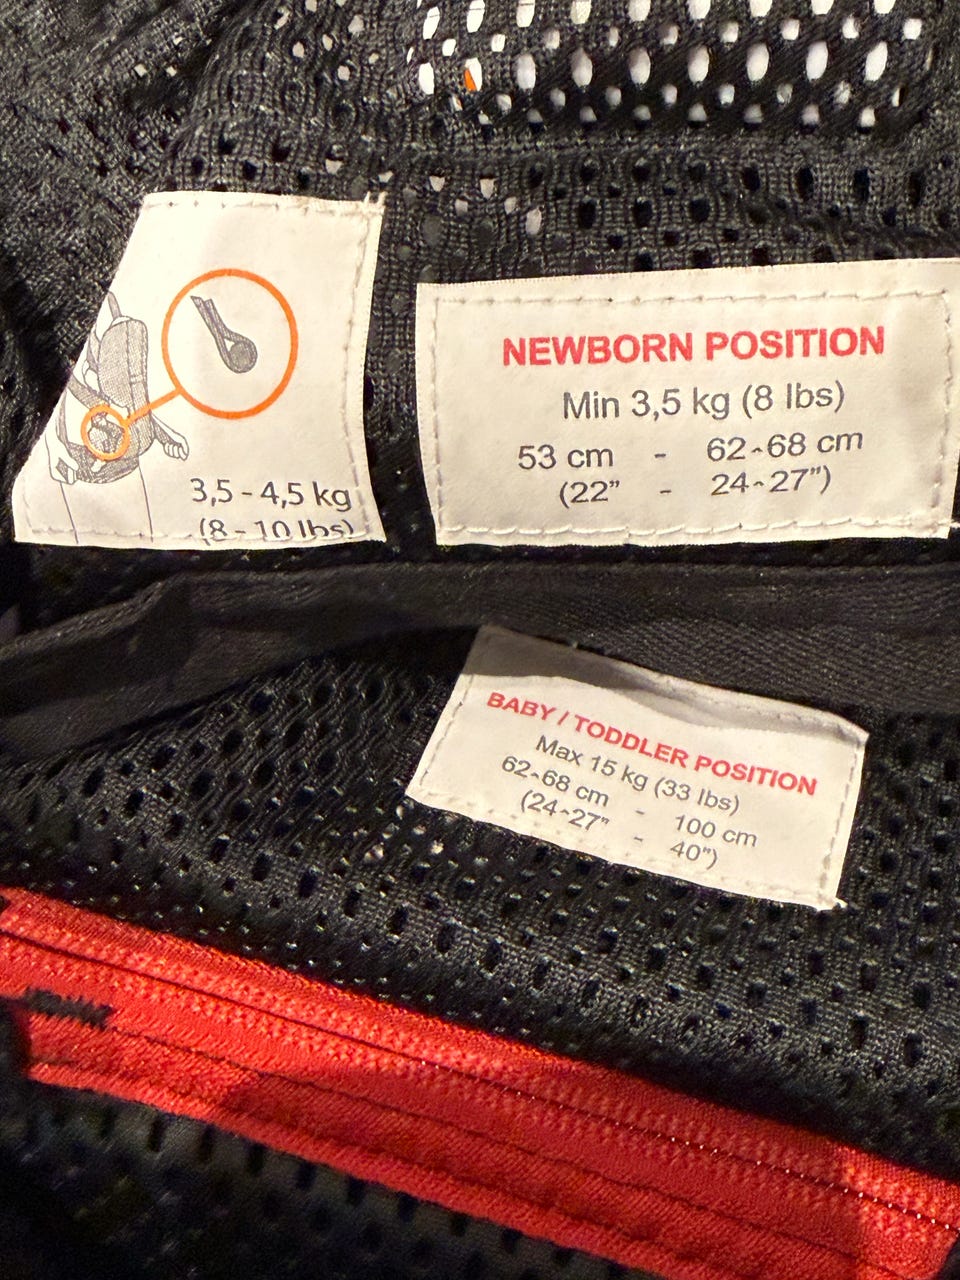 3,5 - 4,5 kg
(8 - 10 lbs)
NEWBORN POSITION
Min 3,5 kg (8 lbs)
53 cm - 62-68 cm
(22" - 24-27")
BABY / TODDLER POSITION
Max 15 kg (33 lbs)
62-68 cm - 100 cm
(24-27" - 40")